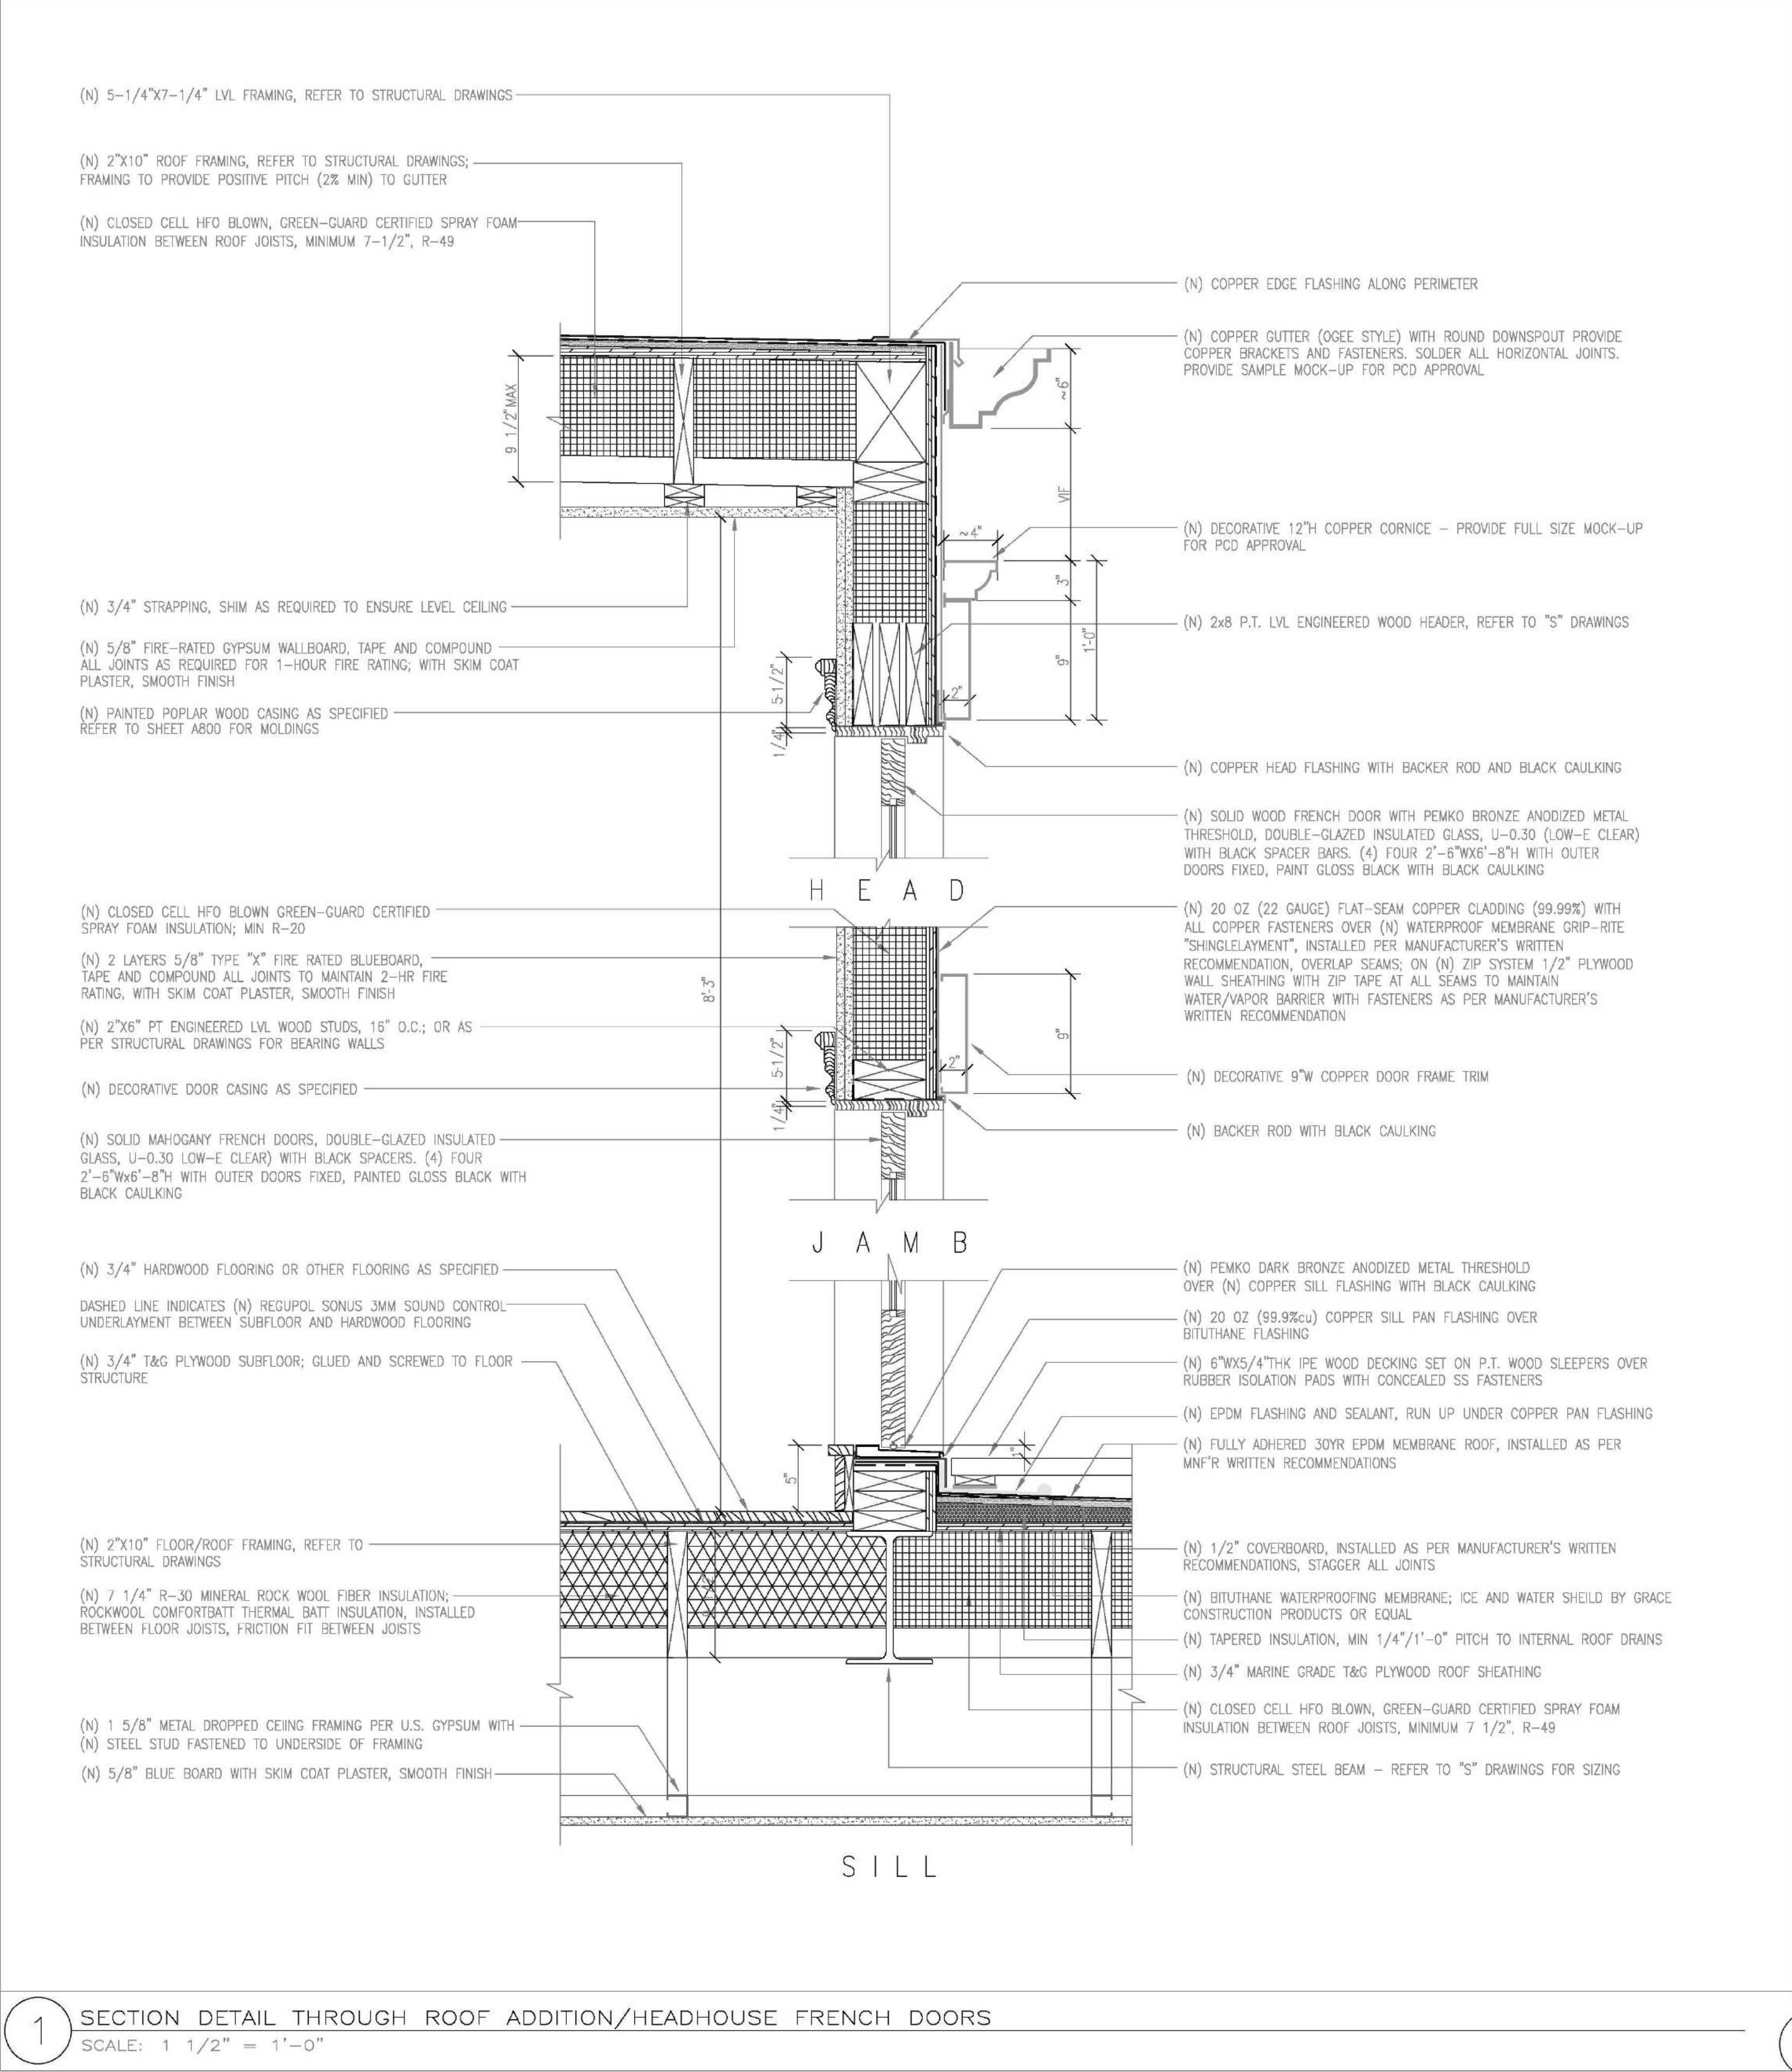 (N) 5-1/4"X7-1/4" LVL FRAMING, REFER TO STRUCTURAL DRAWINGS
(N) 2"X10" ROOF FRAMING, REFER TO STRUCTURAL DRAWINGS;
FRAMING TO PROVIDE POSITIVE PITCH (2% MIN) TO GUTTER
(N) CLOSED CELL HFO BLOWN, GREEN-GUARD CERTIFIED SPRAY FOAM
INSULATION BETWEEN ROOF JOISTS, MINIMUM 7-1/2", R-49
(N) COPPER EDGE FLASHING ALONG PERIMETER
(N) COPPER GUTTER (OGEE STYLE) WITH ROUND DOWNSPOUT PROVIDE
COPPER BRACKETS AND FASTENERS. SOLDER ALL HORIZONTAL JOINTS.
PROVIDE SAMPLE MOCK-UP FOR PCD APPROVAL
9 1/2"MAX
~6"
VIF
(N) DECORATIVE 12"H COPPER CORNICE - PROVIDE FULL SIZE MOCK-UP
FOR PCD APPROVAL
~4"
3"
9"
1'-0"
2"
(N) 3/4" STRAPPING, SHIM AS REQUIRED TO ENSURE LEVEL CEILING
(N) 2x8 P.T. LVL ENGINEERED WOOD HEADER, REFER TO "S" DRAWINGS
(N) 5/8" FIRE-RATED GYPSUM WALLBOARD, TAPE AND COMPOUND
ALL JOINTS AS REQUIRED FOR 1-HOUR FIRE RATING; WITH SKIM COAT
PLASTER, SMOOTH FINISH
(N) PAINTED POPLAR WOOD CASING AS SPECIFIED
REFER TO SHEET A800 FOR MOLDINGS
5-1/2"
1/4"
(N) COPPER HEAD FLASHING WITH BACKER ROD AND BLACK CAULKING
(N) SOLID WOOD FRENCH DOOR WITH PEMKO BRONZE ANODIZED METAL
THRESHOLD, DOUBLE-GLAZED INSULATED GLASS, U-0.30 (LOW-E CLEAR)
WITH BLACK SPACER BARS. (4) FOUR 2'-6"WX6'-8"H WITH OUTER
DOORS FIXED, PAINT GLOSS BLACK WITH BLACK CAULKING
HEAD
(N) CLOSED CELL HFO BLOWN GREEN-GUARD CERTIFIED
SPRAY FOAM INSULATION; MIN R-20
(N) 2 LAYERS 5/8" TYPE "X" FIRE RATED BLUEBOARD,
TAPE AND COMPOUND ALL JOINTS TO MAINTAIN 2-HR FIRE
RATING, WITH SKIM COAT PLASTER, SMOOTH FINISH
(N) 2"X6" PT ENGINEERED LVL WOOD STUDS, 16" O.C.; OR AS
PER STRUCTURAL DRAWINGS FOR BEARING WALLS
(N) DECORATIVE DOOR CASING AS SPECIFIED
(N) SOLID MAHOGANY FRENCH DOORS, DOUBLE-GLAZED INSULATED
GLASS, U-0.30 LOW-E CLEAR) WITH BLACK SPACERS. (4) FOUR
2'-6"Wx6'-8"H WITH OUTER DOORS FIXED, PAINTED GLOSS BLACK WITH
BLACK CAULKING
8'-3"
5-1/2"
1/4"
2"
9"
(N) 20 OZ (22 GAUGE) FLAT-SEAM COPPER CLADDING (99.99%) WITH
ALL COPPER FASTENERS OVER (N) WATERPROOF MEMBRANE GRIP-RITE
"SHINGLELAYMENT", INSTALLED PER MANUFACTURER'S WRITTEN
RECOMMENDATION, OVERLAP SEAMS; ON (N) ZIP SYSTEM 1/2" PLYWOOD
WALL SHEATHING WITH ZIP TAPE AT ALL SEAMS TO MAINTAIN
WATER/VAPOR BARRIER WITH FASTENERS AS PER MANUFACTURER'S
WRITTEN RECOMMENDATION
(N) DECORATIVE 9"W COPPER DOOR FRAME TRIM
(N) BACKER ROD WITH BLACK CAULKING
JAMB
(N) 3/4" HARDWOOD FLOORING OR OTHER FLOORING AS SPECIFIED
DASHED LINE INDICATES (N) REGUPOL SONUS 3MM SOUND CONTROL
UNDERLAYMENT BETWEEN SUBFLOOR AND HARDWOOD FLOORING
(N) 3/4" T&G PLYWOOD SUBFLOOR; GLUED AND SCREWED TO FLOOR
STRUCTURE
(N) PEMKO DARK BRONZE ANODIZED METAL THRESHOLD
OVER (N) COPPER SILL FLASHING WITH BLACK CAULKING
(N) 20 OZ (99.9%cu) COPPER SILL PAN FLASHING OVER
BITUTHANE FLASHING
(N) 6"WX5/4"THK IPE WOOD DECKING SET ON P.T. WOOD SLEEPERS OVER
RUBBER ISOLATION PADS WITH CONCEALED SS FASTENERS
(N) EPDM FLASHING AND SEALANT, RUN UP UNDER COPPER PAN FLASHING
(N) FULLY ADHERED 30YR EPDM MEMBRANE ROOF, INSTALLED AS PER
MNF'R WRITTEN RECOMMENDATIONS
5"
1"
(N) 2"X10" FLOOR/ROOF FRAMING, REFER TO
STRUCTURAL DRAWINGS
(N) 7 1/4" R-30 MINERAL ROCK WOOL FIBER INSULATION;
ROCKWOOL COMFORTBATT THERMAL BATT INSULATION, INSTALLED
BETWEEN FLOOR JOISTS, FRICTION FIT BETWEEN JOISTS
(N) 1/2" COVERBOARD, INSTALLED AS PER MANUFACTURER'S WRITTEN
RECOMMENDATIONS, STAGGER ALL JOINTS
(N) BITUTHANE WATERPROOFING MEMBRANE; ICE AND WATER SHEILD BY GRACE
CONSTRUCTION PRODUCTS OR EQUAL
(N) TAPERED INSULATION, MIN 1/4"/1'-0" PITCH TO INTERNAL ROOF DRAINS
(N) 3/4" MARINE GRADE T&G PLYWOOD ROOF SHEATHING
(N) CLOSED CELL HFO BLOWN, GREEN-GUARD CERTIFIED SPRAY FOAM
INSULATION BETWEEN ROOF JOISTS, MINIMUM 7 1/2", R-49
(N) 1 5/8" METAL DROPPED CEIING FRAMING PER U.S. GYPSUM WITH
(N) STEEL STUD FASTENED TO UNDERSIDE OF FRAMING
(N) 5/8" BLUE BOARD WITH SKIM COAT PLASTER, SMOOTH FINISH
(N) STRUCTURAL STEEL BEAM - REFER TO "S" DRAWINGS FOR SIZING
SILL
1
SECTION DETAIL THROUGH ROOF ADDITION/HEADHOUSE FRENCH DOORS
SCALE: 1 1/2" = 1'-0"